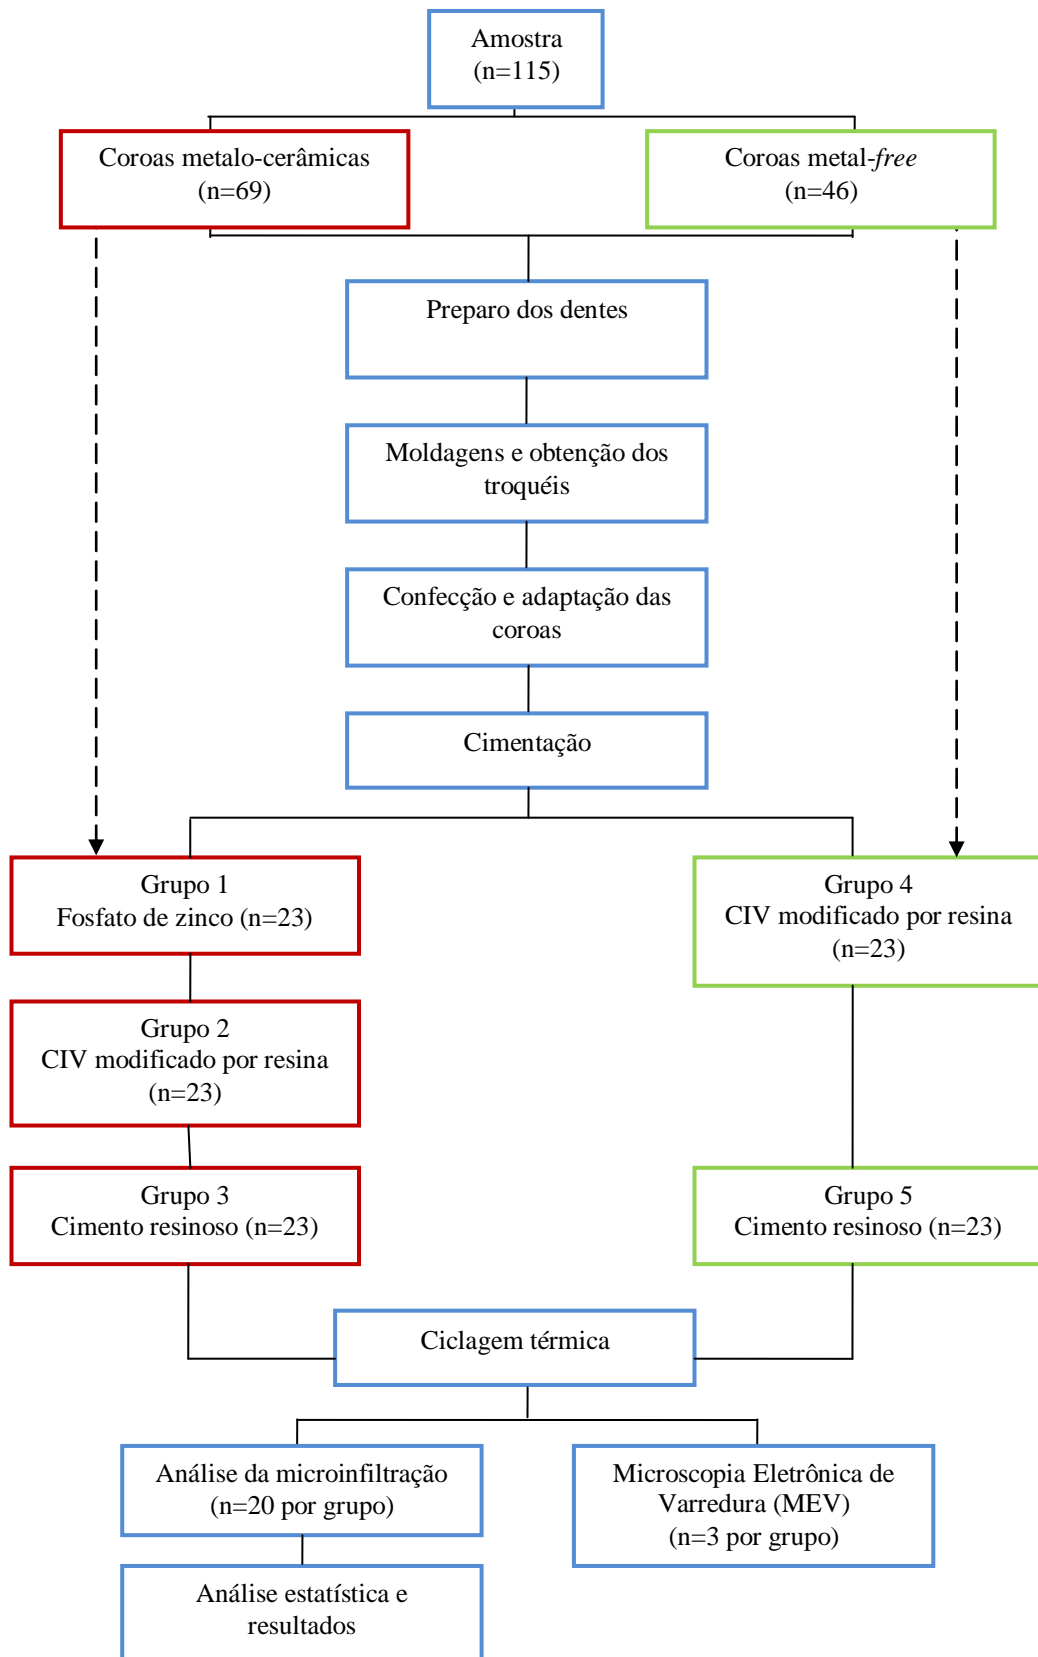 Amostra
(n=115)
Coroas metalo-cerâmicas
(n=69)
Coroas metal-free
(n=46)
Preparo dos dentes
Moldagens e obtenção dos
troquéis
Confecção e adaptação das
coroas
Cimentação
Grupo 1
Fosfato de zinco (n=23)
Grupo 4
CIV modificado por resina
(n=23)
Grupo 2
CIV modificado por resina
(n=23)
Grupo 3
Cimento resinoso (n=23)
Grupo 5
Cimento resinoso (n=23)
Ciclagem térmica
Análise da microinfiltração
(n=20 por grupo)
Microscopia Eletrônica de
Varredura (MEV)
(n=3 por grupo)
Análise estatística e
resultados